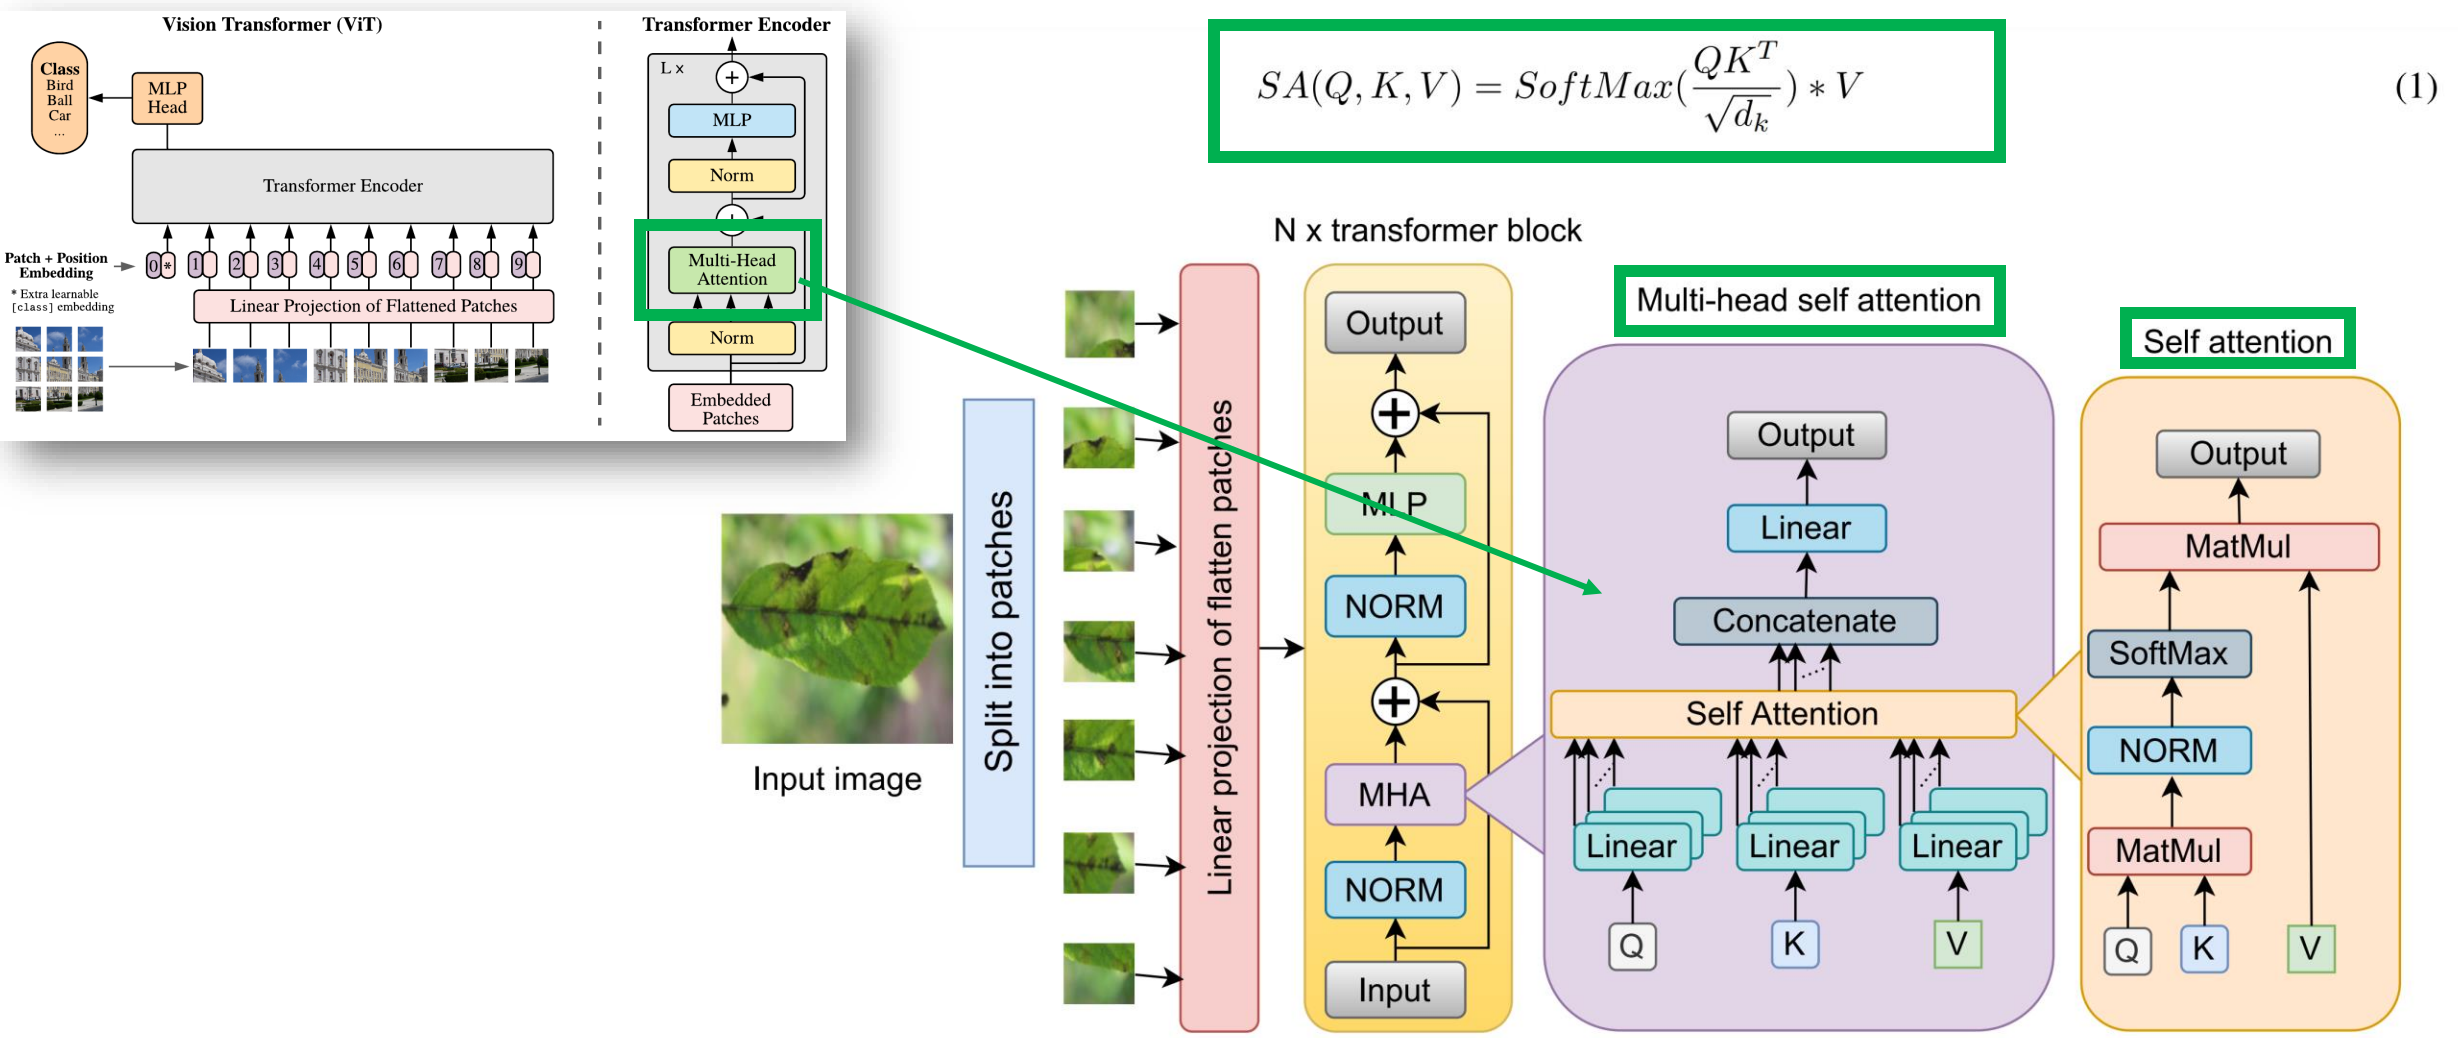 Vision Transformer (ViT)
Class
Bird
Ball
Car
...
MLP
Head
Transformer Encoder
Patch + Position
Embedding
* Extra learnable
[class] embedding
0 * 1 2 3 4 5 6 7 8 9
Linear Projection of Flattened Patches
Transformer Encoder
L x
+
MLP
Norm
+
Multi-Head
Attention
Norm
Embedded
Patches
SA(Q, K, V) = SoftMax(QK^T / √d_k) * V (1)
Input image
Split into patches
Linear projection of flatten patches
N x transformer block
Output
+
MLP
NORM
+
MHA
NORM
Input
Multi-head self attention
Output
Linear
Concatenate
Self Attention
Linear Linear Linear
Q K V
Self attention
Output
MatMul
SoftMax
NORM
MatMul
Q K V